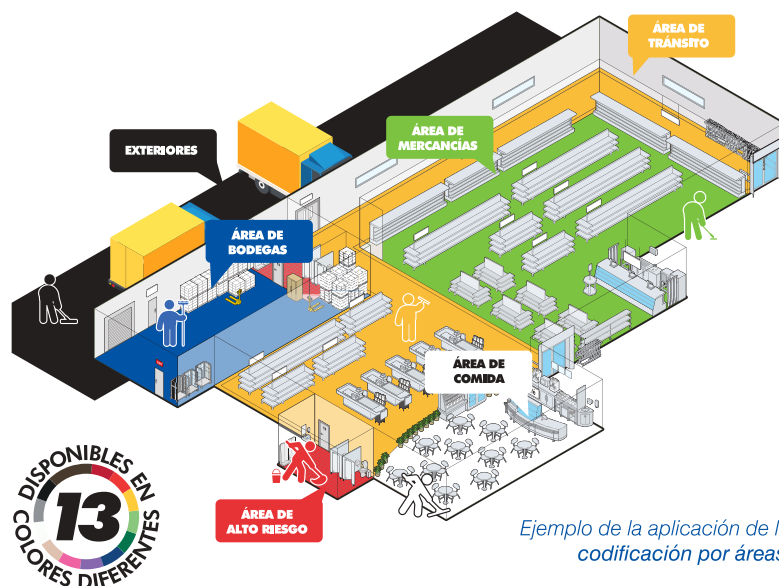 ÁREA DE
TRÁNSITO
ÁREA DE
MERCANCÍAS
EXTERIORES
ÁREA DE
BODEGAS
ÁREA DE
COMIDA
ÁREA DE
ALTO RIESGO
DISPONIBLES EN
13
COLORES DIFERENTES
Ejemplo de la aplicación de l
codificación por áreas